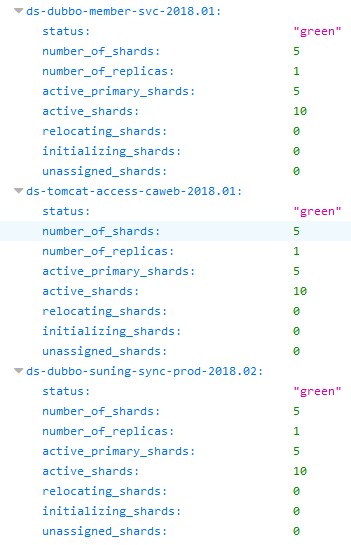 ds-dubbo-member-svc-2018.01:
status: "green"
number_of_shards: 5
number_of_replicas: 1
active_primary_shards: 5
active_shards: 10
relocating_shards: 0
initializing_shards: 0
unassigned_shards: 0
ds-tomcat-access-caweb-2018.01:
status: "green"
number_of_shards: 5
number_of_replicas: 1
active_primary_shards: 5
active_shards: 10
relocating_shards: 0
initializing_shards: 0
unassigned_shards: 0
ds-dubbo-suning-sync-prod-2018.02:
status: "green"
number_of_shards: 5
number_of_replicas: 1
active_primary_shards: 5
active_shards: 10
relocating_shards: 0
initializing_shards: 0
unassigned_shards: 0